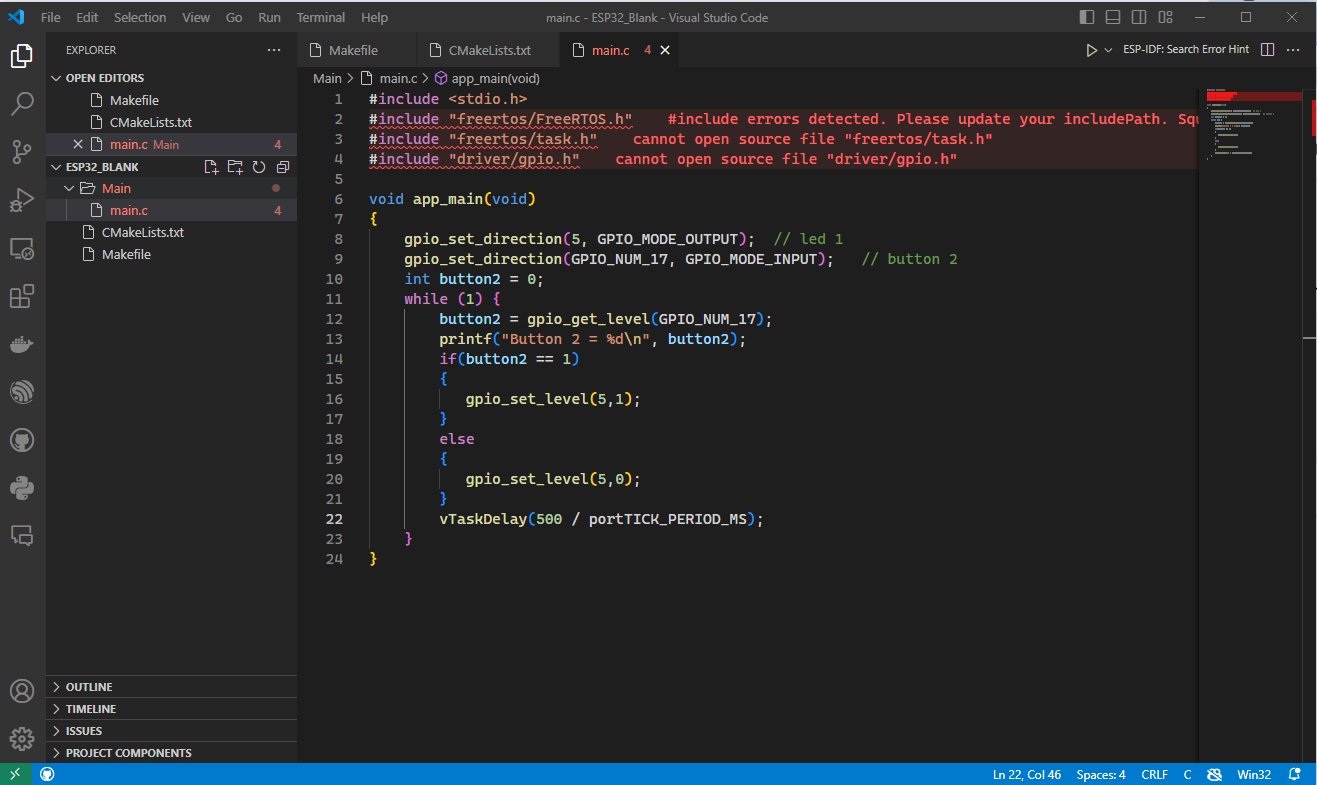 File Edit Selection View Go Run Terminal Help main.c - ESP32_Blank - Visual Studio Code
EXPLORER ···
OPEN EDITORS
Makefile
CMakeLists.txt
main.c Main 4
ESP32_BLANK
Main
main.c 4
CMakeLists.txt
Makefile
OUTLINE
TIMELINE
ISSUES
PROJECT COMPONENTS
Makefile CMakeLists.txt main.c 4 ESP-IDF: Search Error Hint ···
Main > main.c > app_main(void)
1 #include <stdio.h>
2 #include "freertos/FreeRTOS.h" #include errors detected. Please update your includePath. Squ
3 #include "freertos/task.h" cannot open source file "freertos/task.h"
4 #include "driver/gpio.h" cannot open source file "driver/gpio.h"
5
6 void app_main(void)
7 {
8 gpio_set_direction(5, GPIO_MODE_OUTPUT); // led 1
9 gpio_set_direction(GPIO_NUM_17, GPIO_MODE_INPUT); // button 2
10 int button2 = 0;
11 while (1) {
12 button2 = gpio_get_level(GPIO_NUM_17);
13 printf("Button 2 = %d\n", button2);
14 if(button2 == 1)
15 {
16 gpio_set_level(5,1);
17 }
18 else
19 {
20 gpio_set_level(5,0);
21 }
22 vTaskDelay(500 / portTICK_PERIOD_MS);
23 }
24 }
Ln 22, Col 46 Spaces: 4 CRLF C Win32